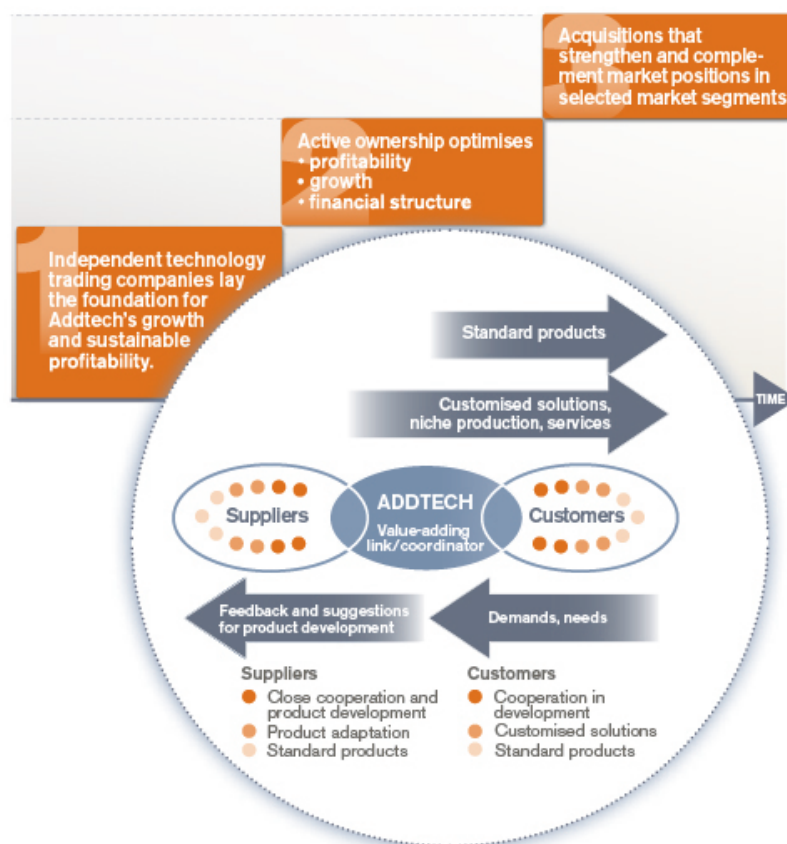 3
Acquisitions that
strengthen and comple-
ment market positions in
selected market segments
2
Active ownership optimises
• profitability
• growth
• financial structure
1
Independent technology
trading companies lay
the foundation for
Addtech's growth
and sustainable
profitability.
Standard products
TIME
Customised solutions,
niche production, services
Suppliers
ADDTECH
Value-adding
link/coordinator
Customers
Feedback and suggestions
for product development
Demands, needs
Suppliers
Close cooperation and
product development
Product adaptation
Standard products
Customers
Cooperation in
development
Customised solutions
Standard products